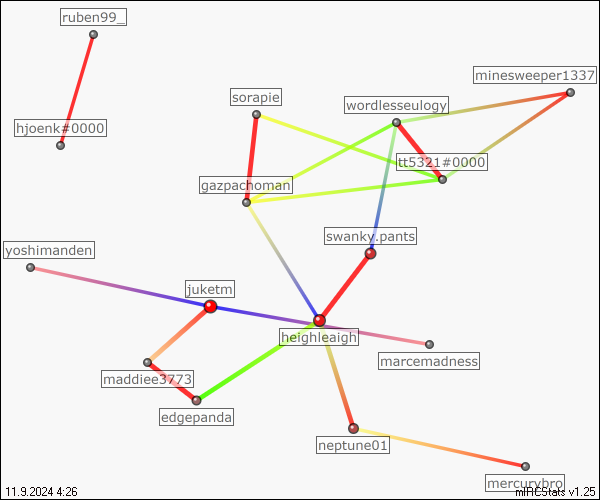 ruben99_
minesweeper1337
sorapie
wordlesseulogy
hjoenk#0000
tt5321#0000
gazpachoman
swanky.pants
yoshimanden
juketm
heighleaigh
marcemadness
maddiee3773
edgepanda
neptune01
mercurybro
11.9.2024 4:26
mIRCStats v1.25